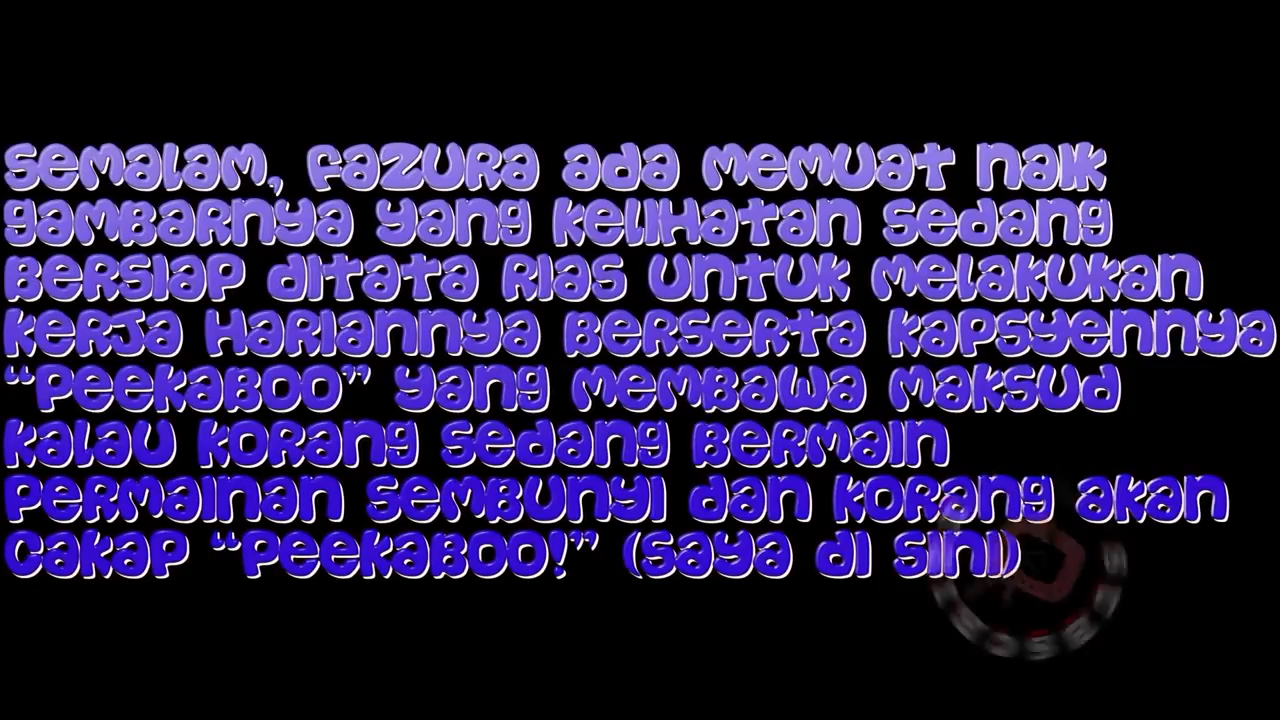 Semalam, Fazura ada memuat naik
gambarnya yang kelihatan sedang
bersiap ditata rias untuk melakukan
kerja hariannya berserta kapsyennya
“Peekaboo” yang membawa maksud
kalau korang sedang bermain
permainan sembunyi dan korang akan
cakap “Peekaboo!” (saya di sini)